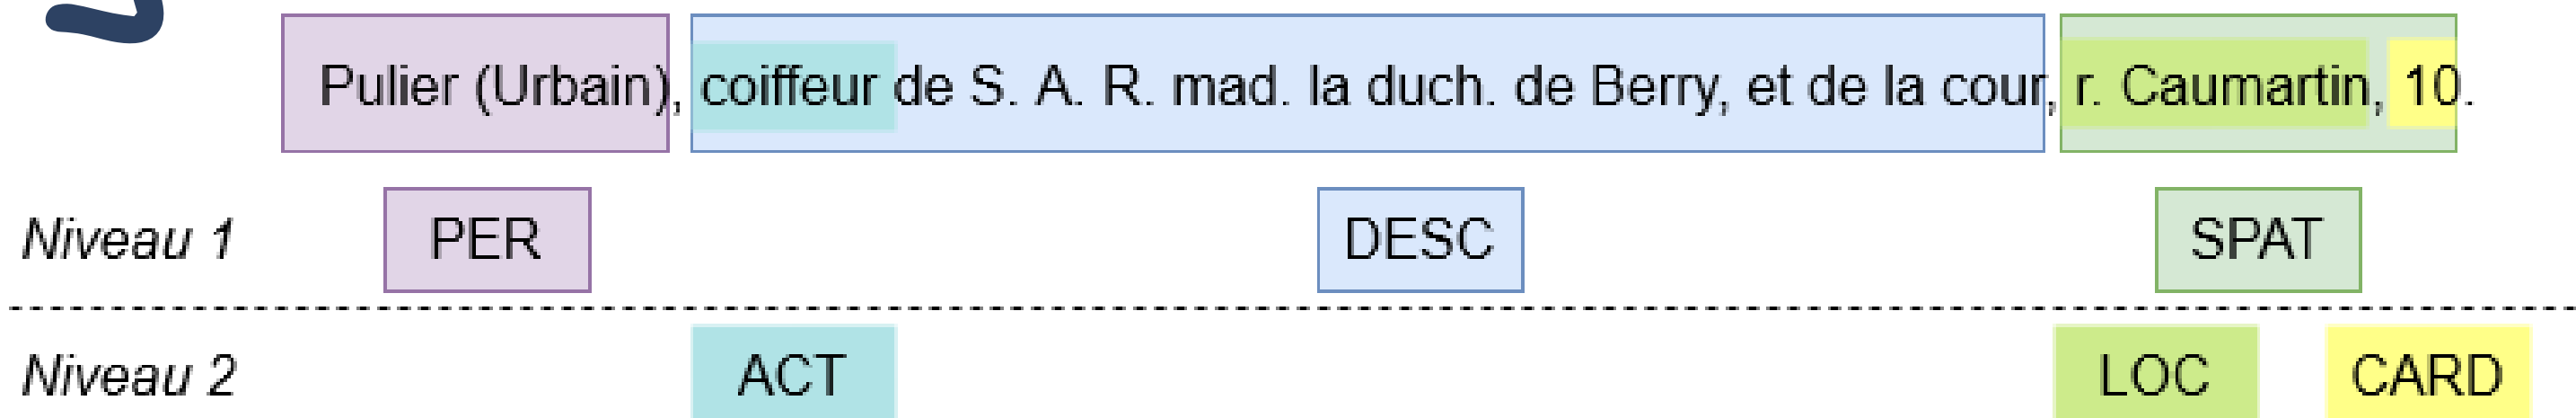 Pulier (Urbain), coiffeur de S. A. R. mad. la duch. de Berry, et de la cour, r. Caumartin, 10.
Niveau 1 PER DESC SPAT
Niveau 2 ACT LOC CARD